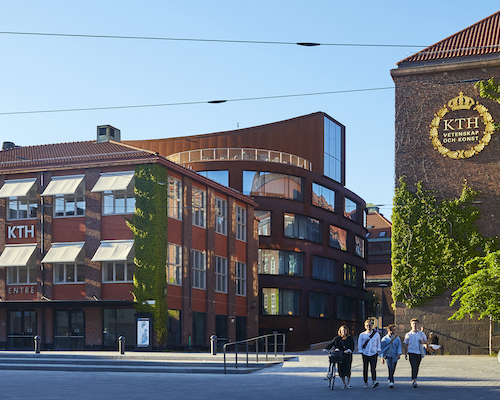 KTH
ENTRE
KTH
VETENSKAP
OCH KONST